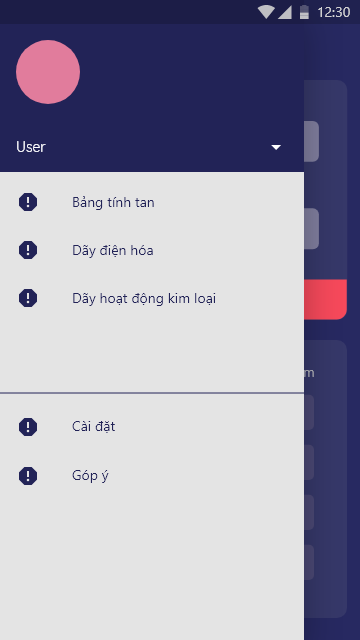 12:30
User
Bảng tính tan
Dãy điện hóa
Dãy hoạt động kim loại
Cài đặt
Góp ý